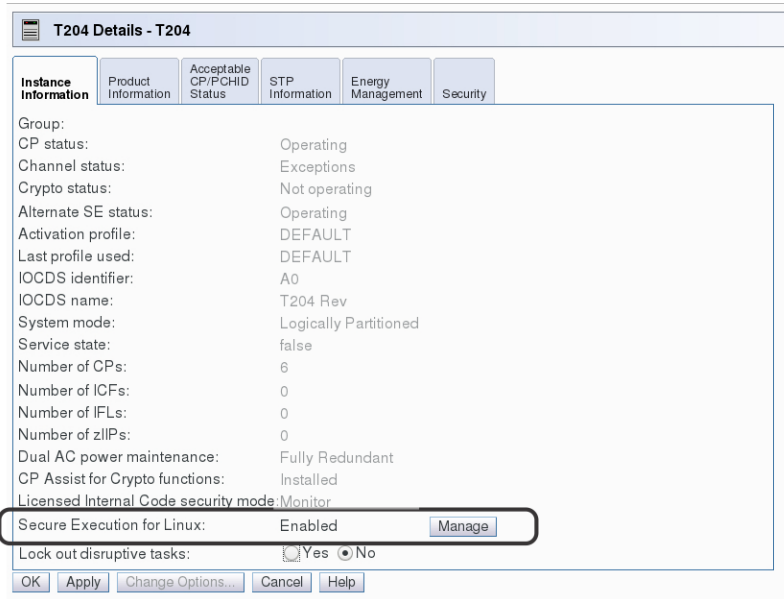 T204 Details - T204
Instance Information
Product Information
Acceptable CP/PCHID Status
STP Information
Energy Management
Security
Group:
CP status: Operating
Channel status: Exceptions
Crypto status: Not operating
Alternate SE status: Operating
Activation profile: DEFAULT
Last profile used: DEFAULT
IOCDS identifier: A0
IOCDS name: T204 Rev
System mode: Logically Partitioned
Service state: false
Number of CPs: 6
Number of ICFs: 0
Number of IFLs: 0
Number of zIIPs: 0
Dual AC power maintenance: Fully Redundant
CP Assist for Crypto functions: Installed
Licensed Internal Code security mode: Monitor
Secure Execution for Linux: Enabled Manage
Lock out disruptive tasks: Yes No
OK Apply Change Options... Cancel Help